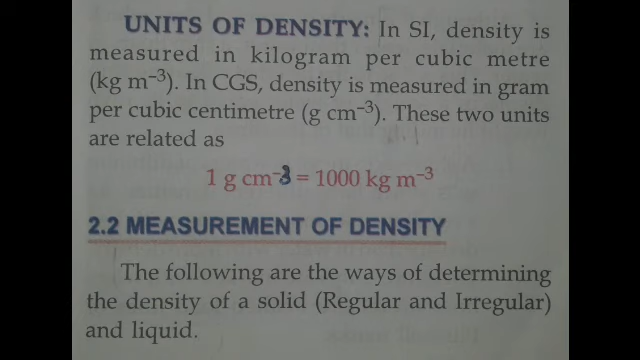 UNITS OF DENSITY: In SI, density is
measured in kilogram per cubic metre
(kg m⁻³). In CGS, density is measured in gram
per cubic centimetre (g cm⁻³). These two units
are related as
1 g cm⁻³ = 1000 kg m⁻³
2.2 MEASUREMENT OF DENSITY
The following are the ways of determining
the density of a solid (Regular and Irregular)
and liquid.